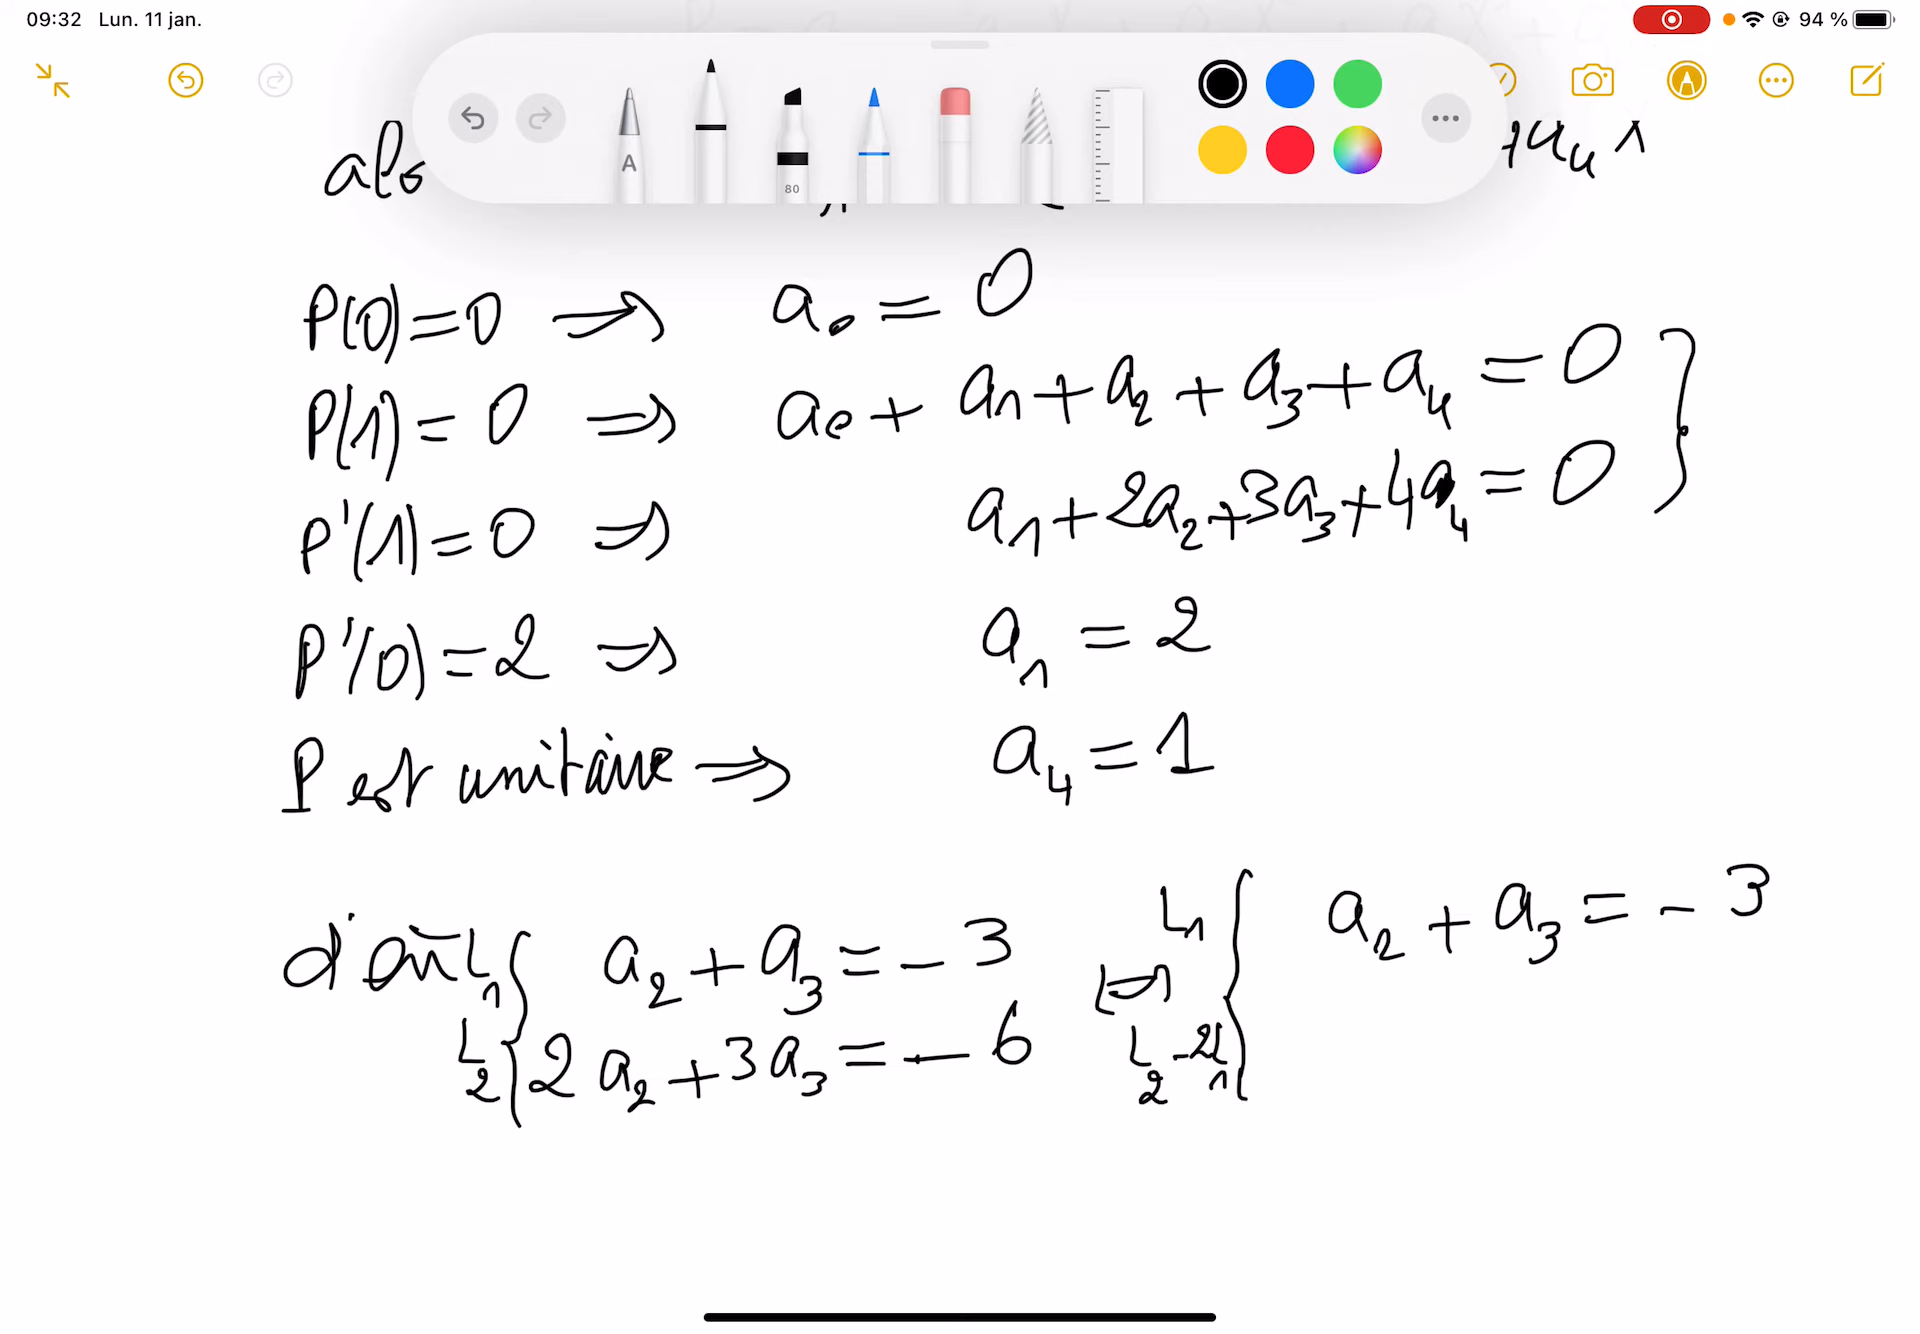 09:32 Lun. 11 jan. 94 %
A
80
P(0)=0 ⟹ a₀ = 0
P(1)=0 ⟹ a₀ + a₁ + a₂ + a₃ + a₄ = 0 }
P'(1)=0 ⟹ a₁ + 2a₂ + 3a₃ + 4a₄ = 0
P'(0)=2 ⟹ a₁ = 2
P est unitaire ⟹ a₄ = 1
d'où L₁ { a₂ + a₃ = -3
L₂ { 2a₂ + 3a₃ = -6
⟺
L₁ { a₂ + a₃ = -3
L₂-2L₁ {